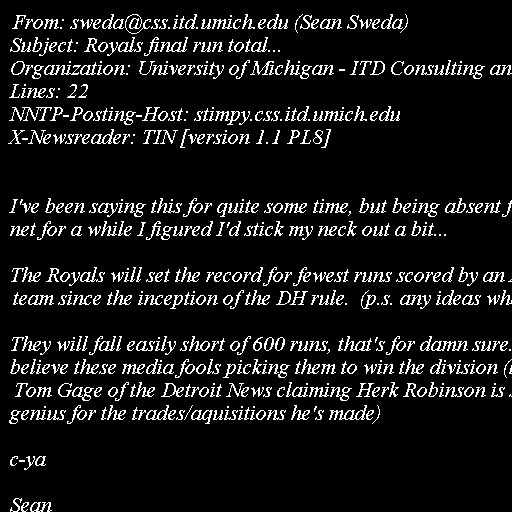 From: sweda@css.itd.umich.edu (Sean Sweda)
Subject: Royals final run total...
Organization: University of Michigan - ITD Consulting an
Lines: 22
NNTP-Posting-Host: stimpy.css.itd.umich.edu
X-Newsreader: TIN [version 1.1 PL8]
I've been saying this for quite some time, but being absent f
net for a while I figured I'd stick my neck out a bit...
The Royals will set the record for fewest runs scored by an
team since the inception of the DH rule.  (p.s. any ideas wh
They will fall easily short of 600 runs, that's for damn sure.
believe these media fools picking them to win the division (
Tom Gage of the Detroit News claiming Herk Robinson is
genius for the trades/aquisitions he's made)
c-ya
Sean